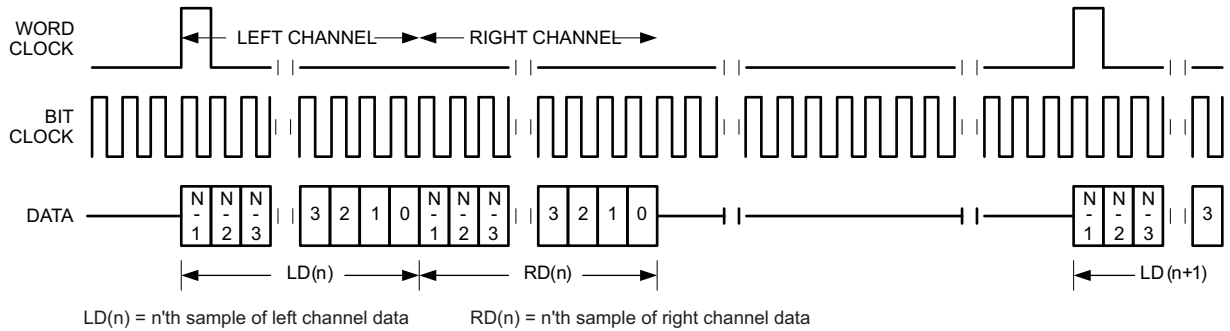 WORD
CLOCK
LEFT CHANNEL
RIGHT CHANNEL
BIT
CLOCK
DATA
N
-
1
N
-
2
N
-
3
3
2
1
0
N
-
1
N
-
2
N
-
3
3
2
1
0
N
-
1
N
-
2
N
-
3
3
LD(n)
RD(n)
LD(n+1)
LD(n) = n'th sample of left channel data
RD(n) = n'th sample of right channel data